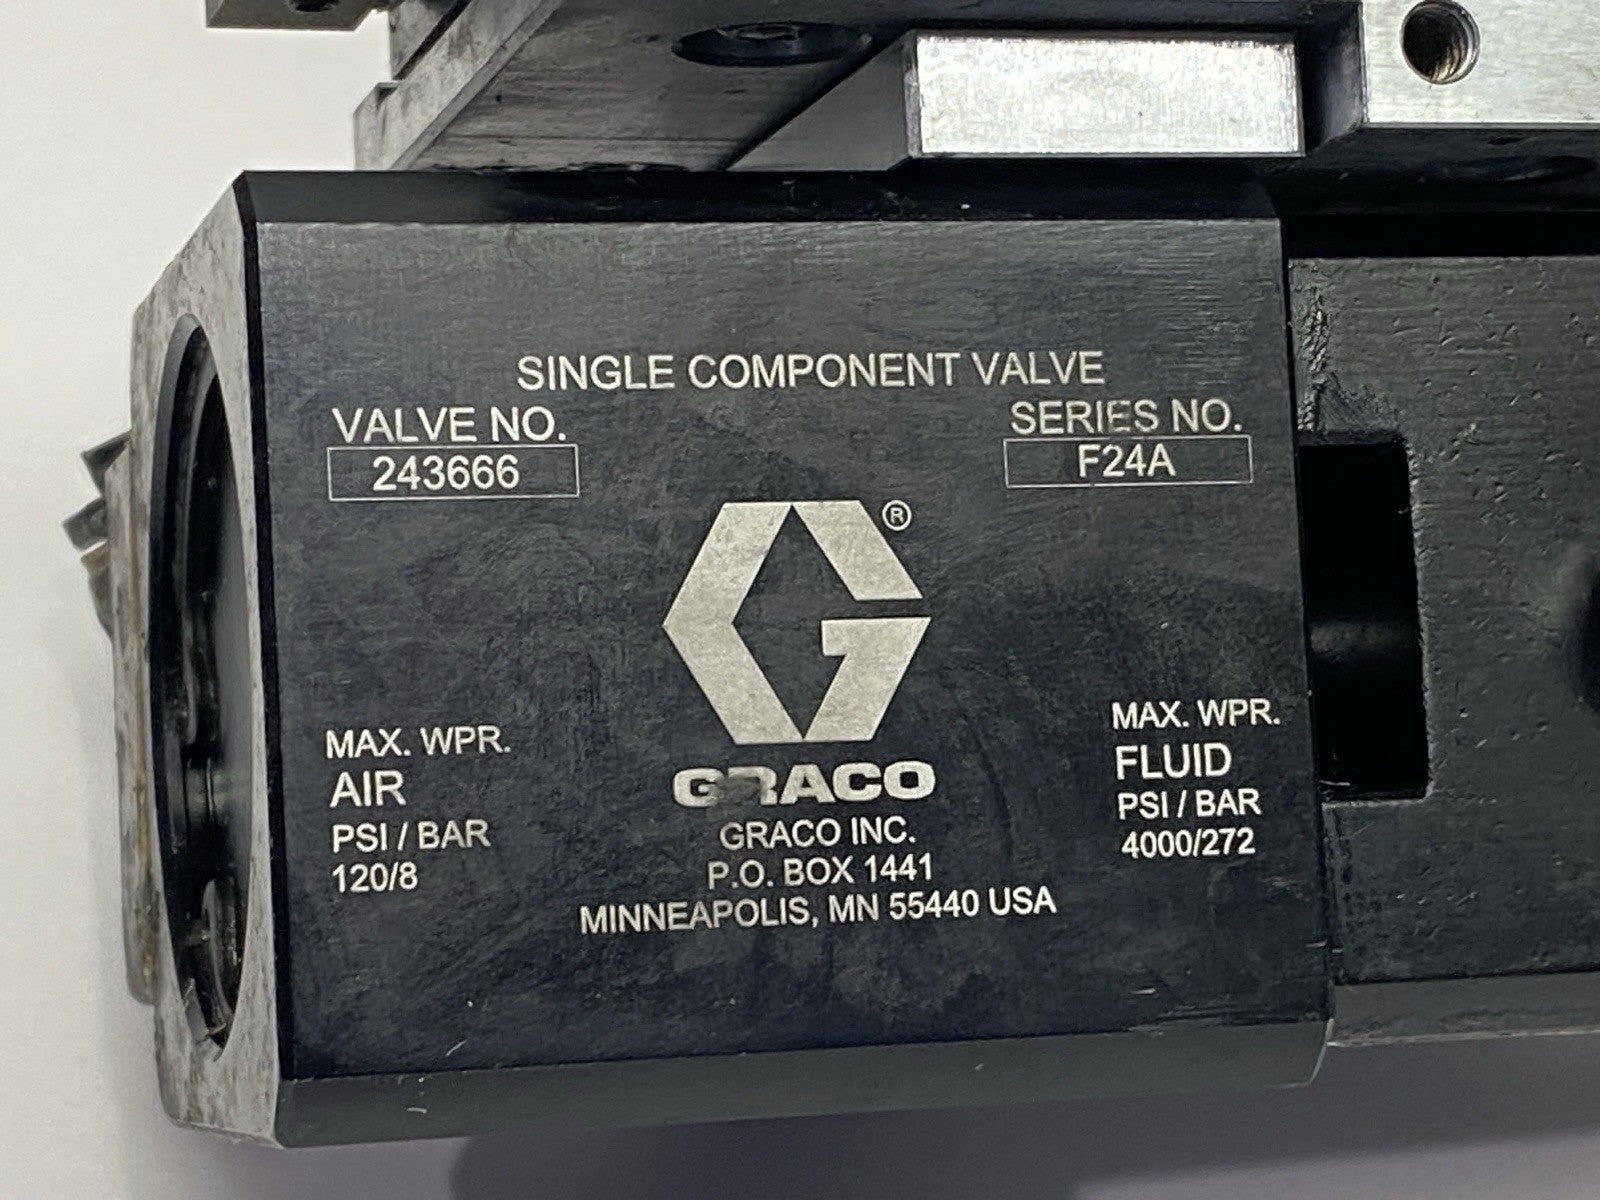 SINGLE COMPONENT VALVE
VALVE NO.
243666
SERIES NO.
F24A
®
MAX. WPR.
AIR
PSI / BAR
120/8
MAX. WPR.
FLUID
PSI / BAR
4000/272
GRACO
GRACO INC.
P.O. BOX 1441
MINNEAPOLIS, MN 55440 USA